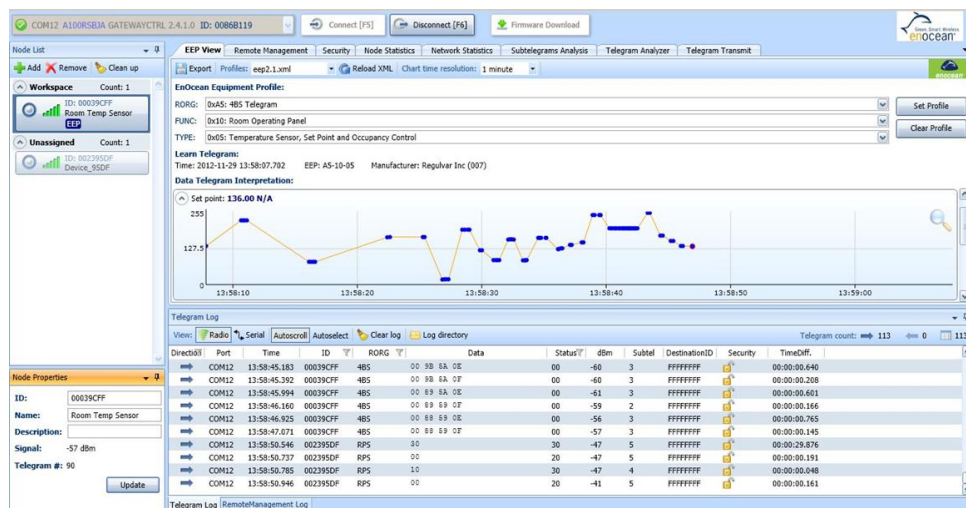 COM12 A100RSBJA GATEWAYCTRL 2.4.1.0 ID: 0086B119 Connect [F5] Disconnect [F6] Firmware Download
enocean
Node List
Add Remove Clean up
Workspace Count: 1
ID: 00039CFF
Room Temp Sensor
EEP
Unassigned Count: 1
ID: 002395DF
Device_95DF
EEP View Remote Management Security Node Statistics Network Statistics Subtelegrams Analysis Telegram Analyzer Telegram Transmit
Export Profiles: eep2.1.xml Reload XML Chart time resolution: 1 minute
EnOcean Equipment Profile:
RORG: 0xA5: 4BS Telegram Set Profile
FUNC: 0x10: Room Operating Panel
TYPE: 0x05: Temperature Sensor, Set Point and Occupancy Control Clear Profile
Learn Telegram:
Time: 2012-11-29 13:58:07.702 EEP: A5-10-05 Manufacturer: Regulvar Inc (007)
Data Telegram Interpretation:
Set point: 136.00 N/A
255
127.5
0
13:58:10 13:58:20 13:58:30 13:58:40 13:58:50 13:59:00
Telegram Log
View: Radio Serial Autoscroll Autoselect Clear log Log directory Telegram count: 113 0 113
Direction Port Time ID RORG Data Status dBm Subtel DestinationID Security TimeDiff.
COM12 13:58:45.183 00039CFF 4BS 00 9B 5A 0E 00 -60 3 FFFFFFFF 00:00:00.640
COM12 13:58:45.392 00039CFF 4BS 00 9B 5A 0F 00 -60 3 FFFFFFFF 00:00:00.208
COM12 13:58:45.994 00039CFF 4BS 00 89 5A 0E 00 -61 3 FFFFFFFF 00:00:00.601
COM12 13:58:46.160 00039CFF 4BS 00 89 59 0F 00 -59 2 FFFFFFFF 00:00:00.166
COM12 13:58:46.925 00039CFF 4BS 00 88 59 0E 00 -56 3 FFFFFFFF 00:00:00.765
COM12 13:58:47.071 00039CFF 4BS 00 88 59 0F 00 -57 3 FFFFFFFF 00:00:00.145
COM12 13:58:50.546 002395DF RPS 30 30 -47 5 FFFFFFFF 00:00:29.876
COM12 13:58:50.737 002395DF RPS 00 20 -47 5 FFFFFFFF 00:00:00.191
COM12 13:58:50.785 002395DF RPS 10 30 -47 4 FFFFFFFF 00:00:00.048
COM12 13:58:50.946 002395DF RPS 00 20 -41 5 FFFFFFFF 00:00:00.161
Telegram Log RemoteManagement Log
Node Properties
ID: 00039CFF
Name: Room Temp Sensor
Description:
Signal: -57 dBm
Telegram #: 90
Update